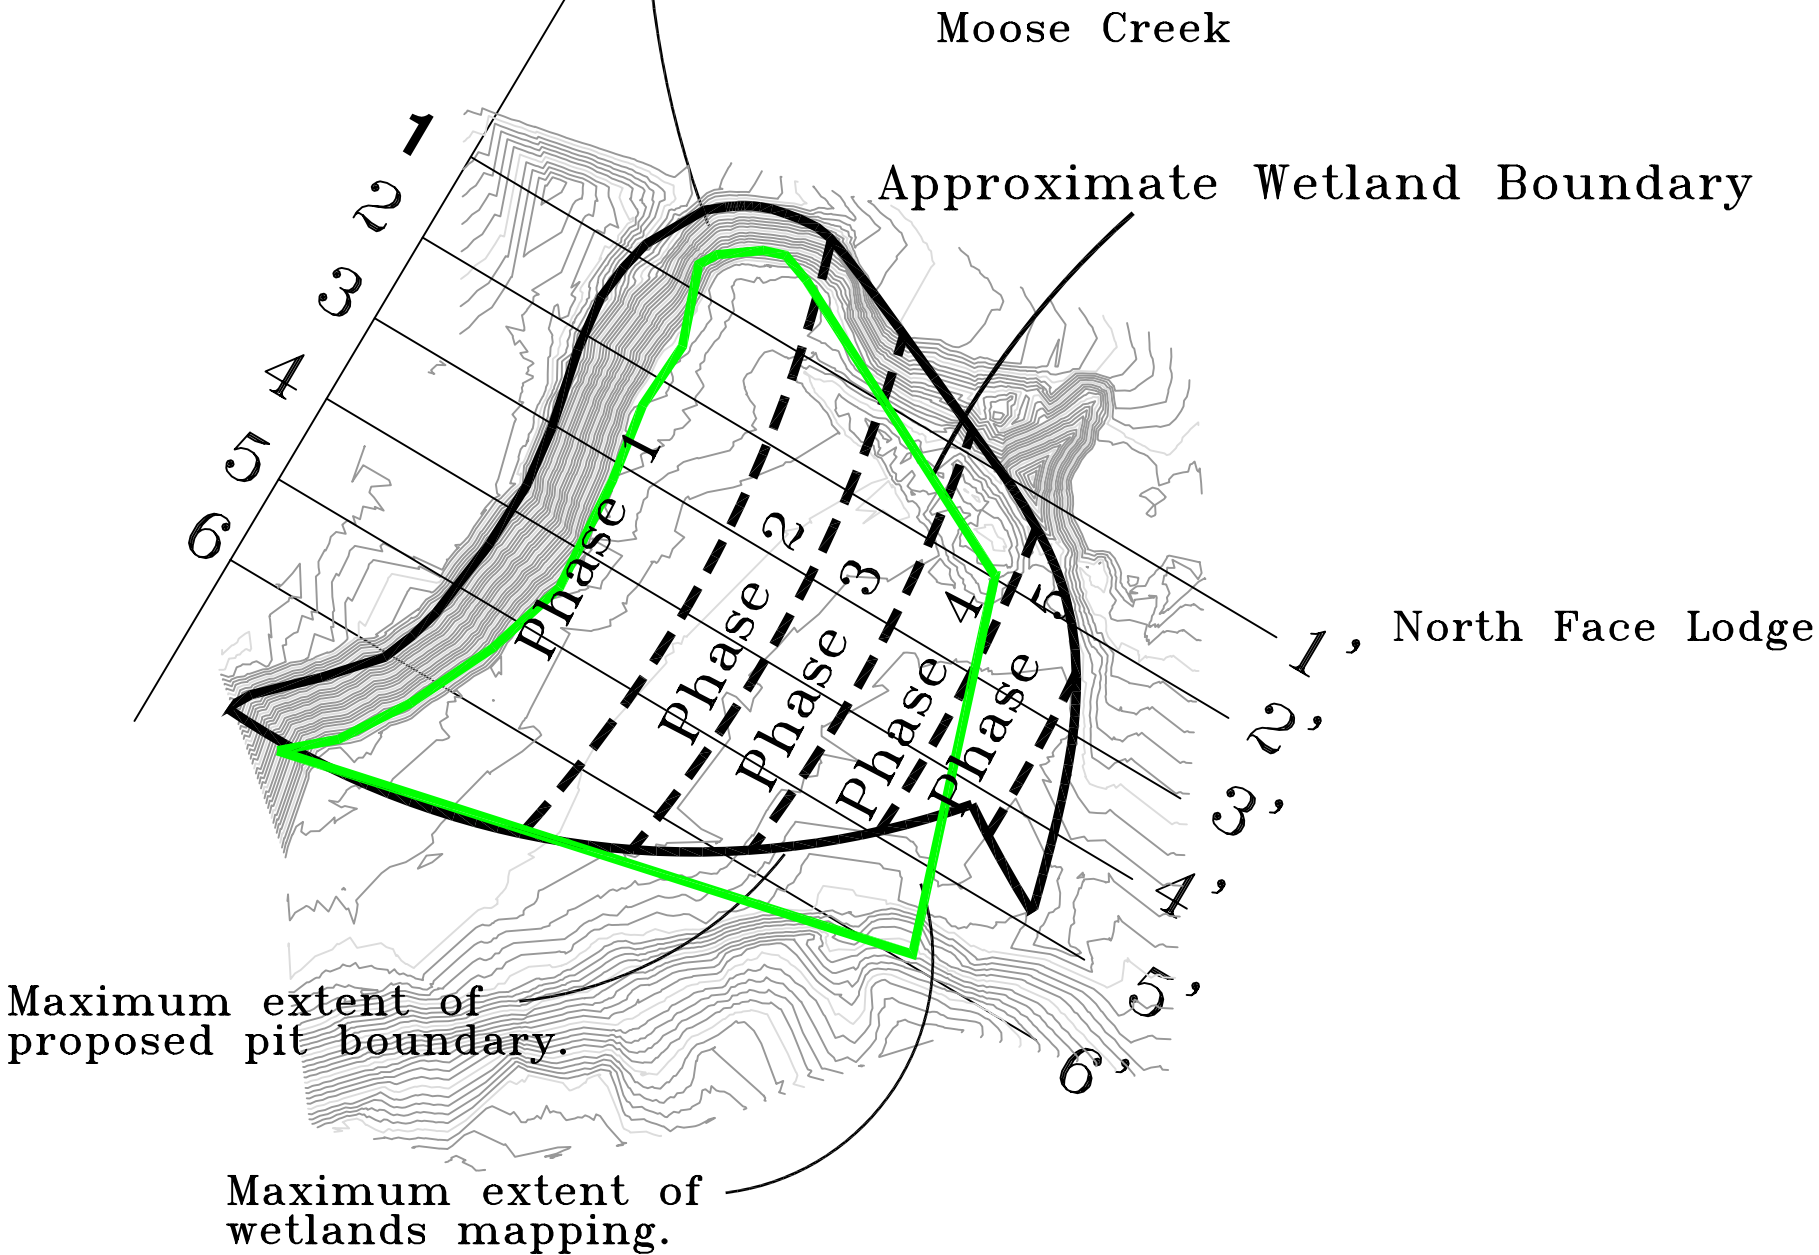 Moose Creek
Approximate Wetland Boundary
1
2
3
4
5
6
Phase 1
Phase 2
Phase 3
Phase 4
Phase 5
1'
North Face Lodge
2'
3'
4'
5'
6'
Maximum extent of
proposed pit boundary.
Maximum extent of
wetlands mapping.